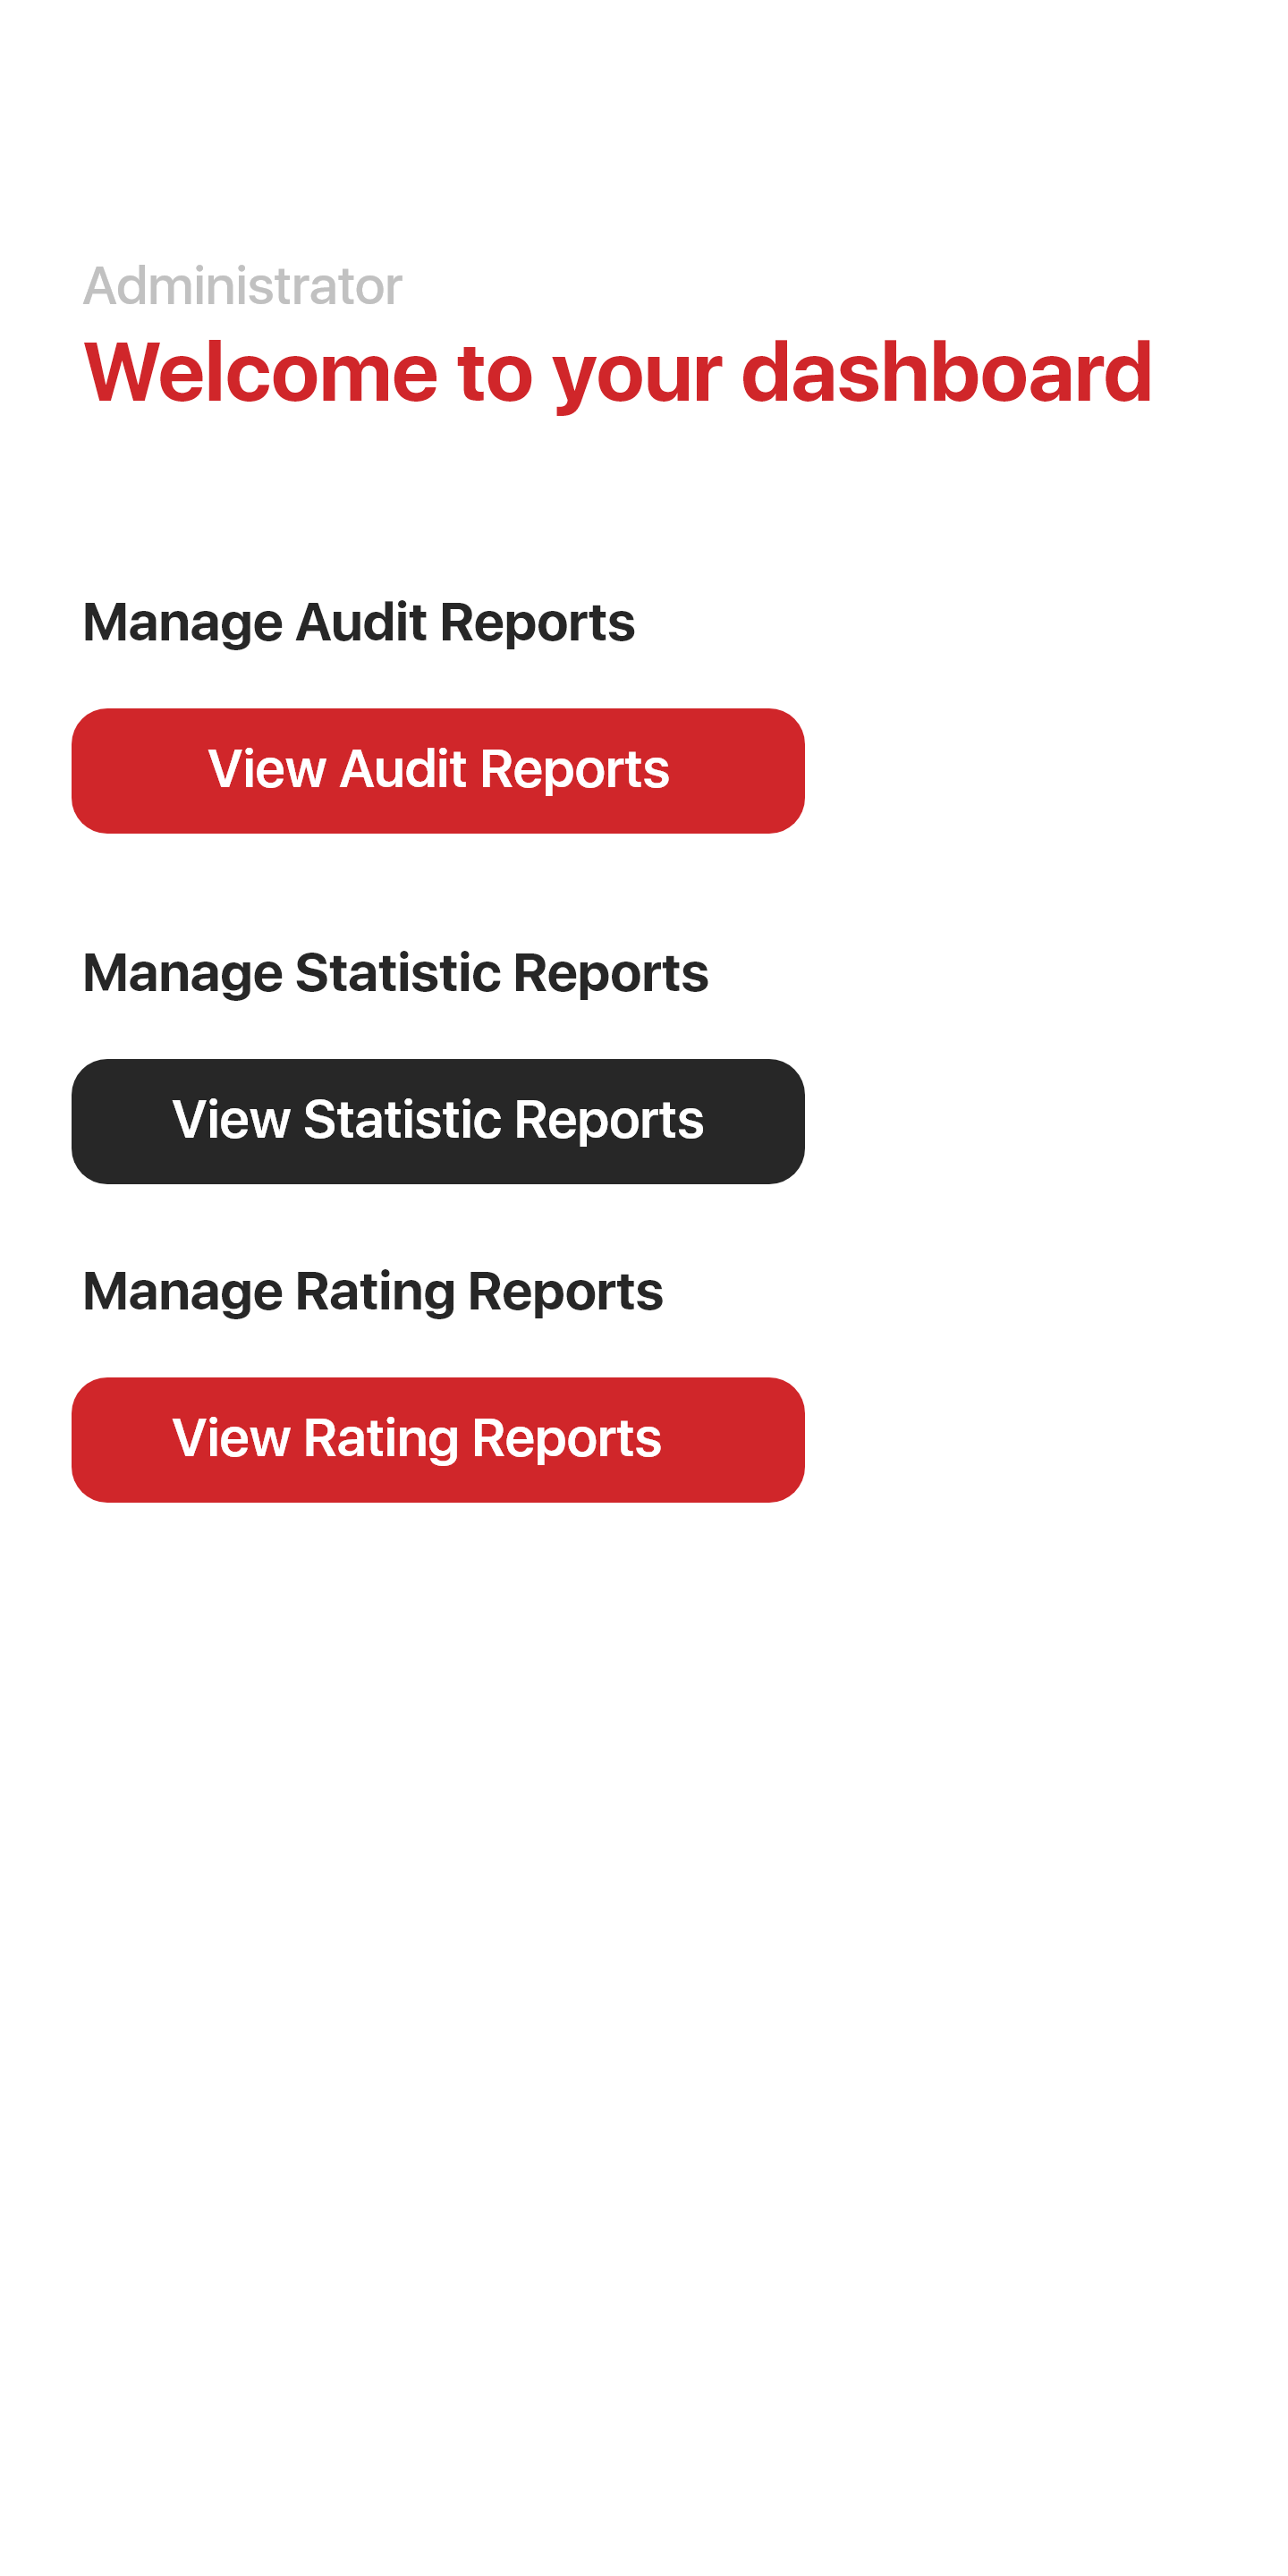 Administrator
Welcome to your dashboard
Manage Audit Reports
View Audit Reports
Manage Statistic Reports
View Statistic Reports
Manage Rating Reports
View Rating Reports